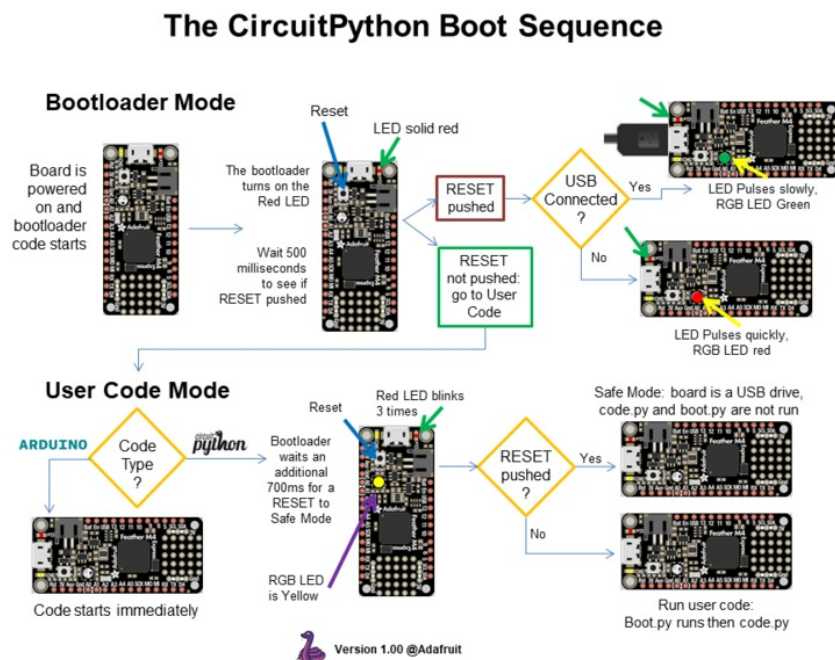 The CircuitPython Boot Sequence
Bootloader Mode
Board is
powered
on and
bootloader
code starts
The bootloader
turns on the
Red LED
Wait 500
milliseconds
to see if
RESET pushed
Reset
LED solid red
Adafruit
Feather M4
Express
RESET
pushed
RESET
not pushed:
go to User
Code
USB
Connected
?
Yes
LED Pulses slowly,
RGB LED Green
No
LED Pulses quickly,
RGB LED red
User Code Mode
ARDUINO
Code
Type
?
circuit
python
Code starts immediately
Bootloader
waits an
additional
700ms for a
RESET to
Safe Mode
Reset
Red LED blinks
3 times
RGB LED
is Yellow
RESET
pushed
?
Yes
Safe Mode: board is a USB drive,
code.py and boot.py are not run
No
Run user code:
Boot.py runs then code.py
Version 1.00 @Adafruit